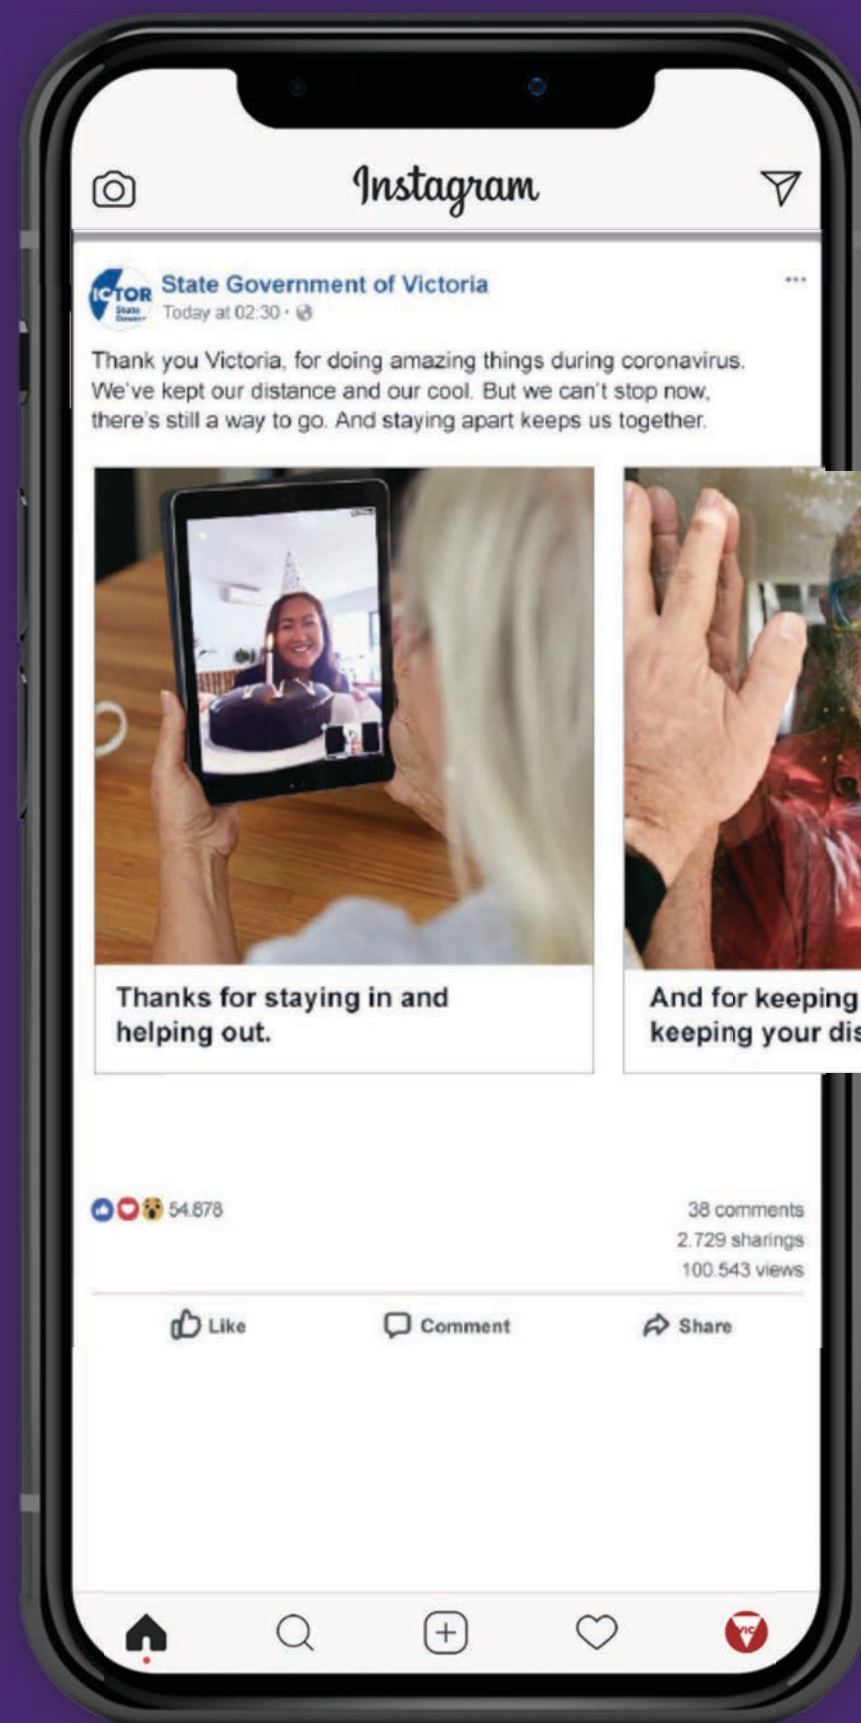 Instagram
ICTOR
State
State Government of Victoria
Today at 02:30 ·
Thank you Victoria, for doing amazing things during coronavirus.
We've kept our distance and our cool. But we can't stop now,
there's still a way to go. And staying apart keeps us together.
Thanks for staying in and
helping out.
And for keeping
keeping your dis
54.878
38 comments
2.729 sharings
100.543 views
Like
Comment
Share
VIC